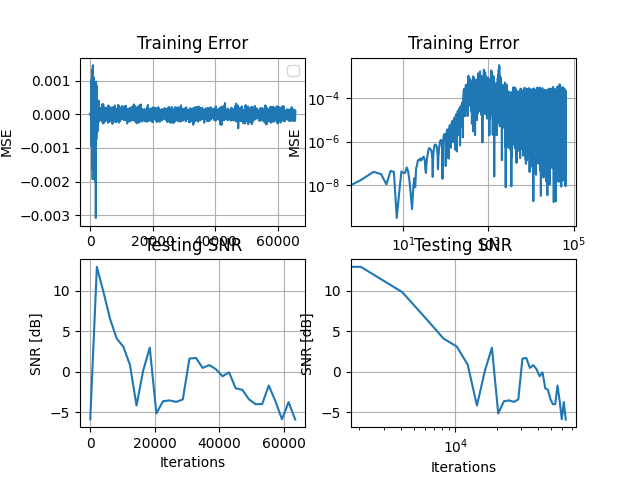 Training Error
Training Error
0.001
0.000
−0.001
−0.002
−0.003
MSE
10⁻⁴
10⁻⁶
10⁻⁸
MSE
0 20000 40000 60000
10¹ 10³ 10⁵
Testing SNR
Testing SNR
10
5
0
−5
SNR [dB]
10
5
0
−5
SNR [dB]
0 20000 40000 60000
10⁴
Iterations
Iterations